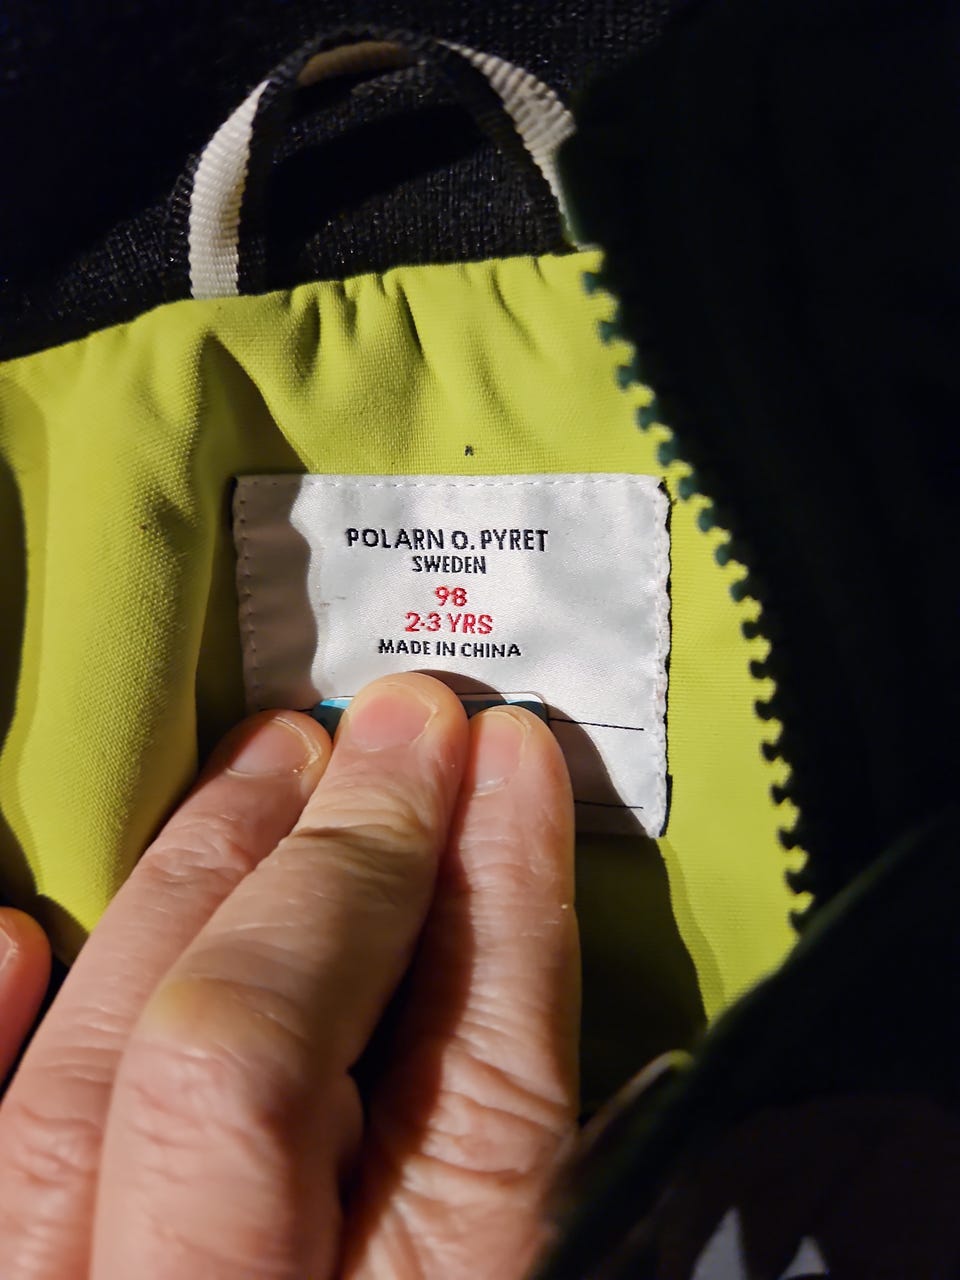 POLARN O. PYRET
SWEDEN
98
2-3 YRS
MADE IN CHINA